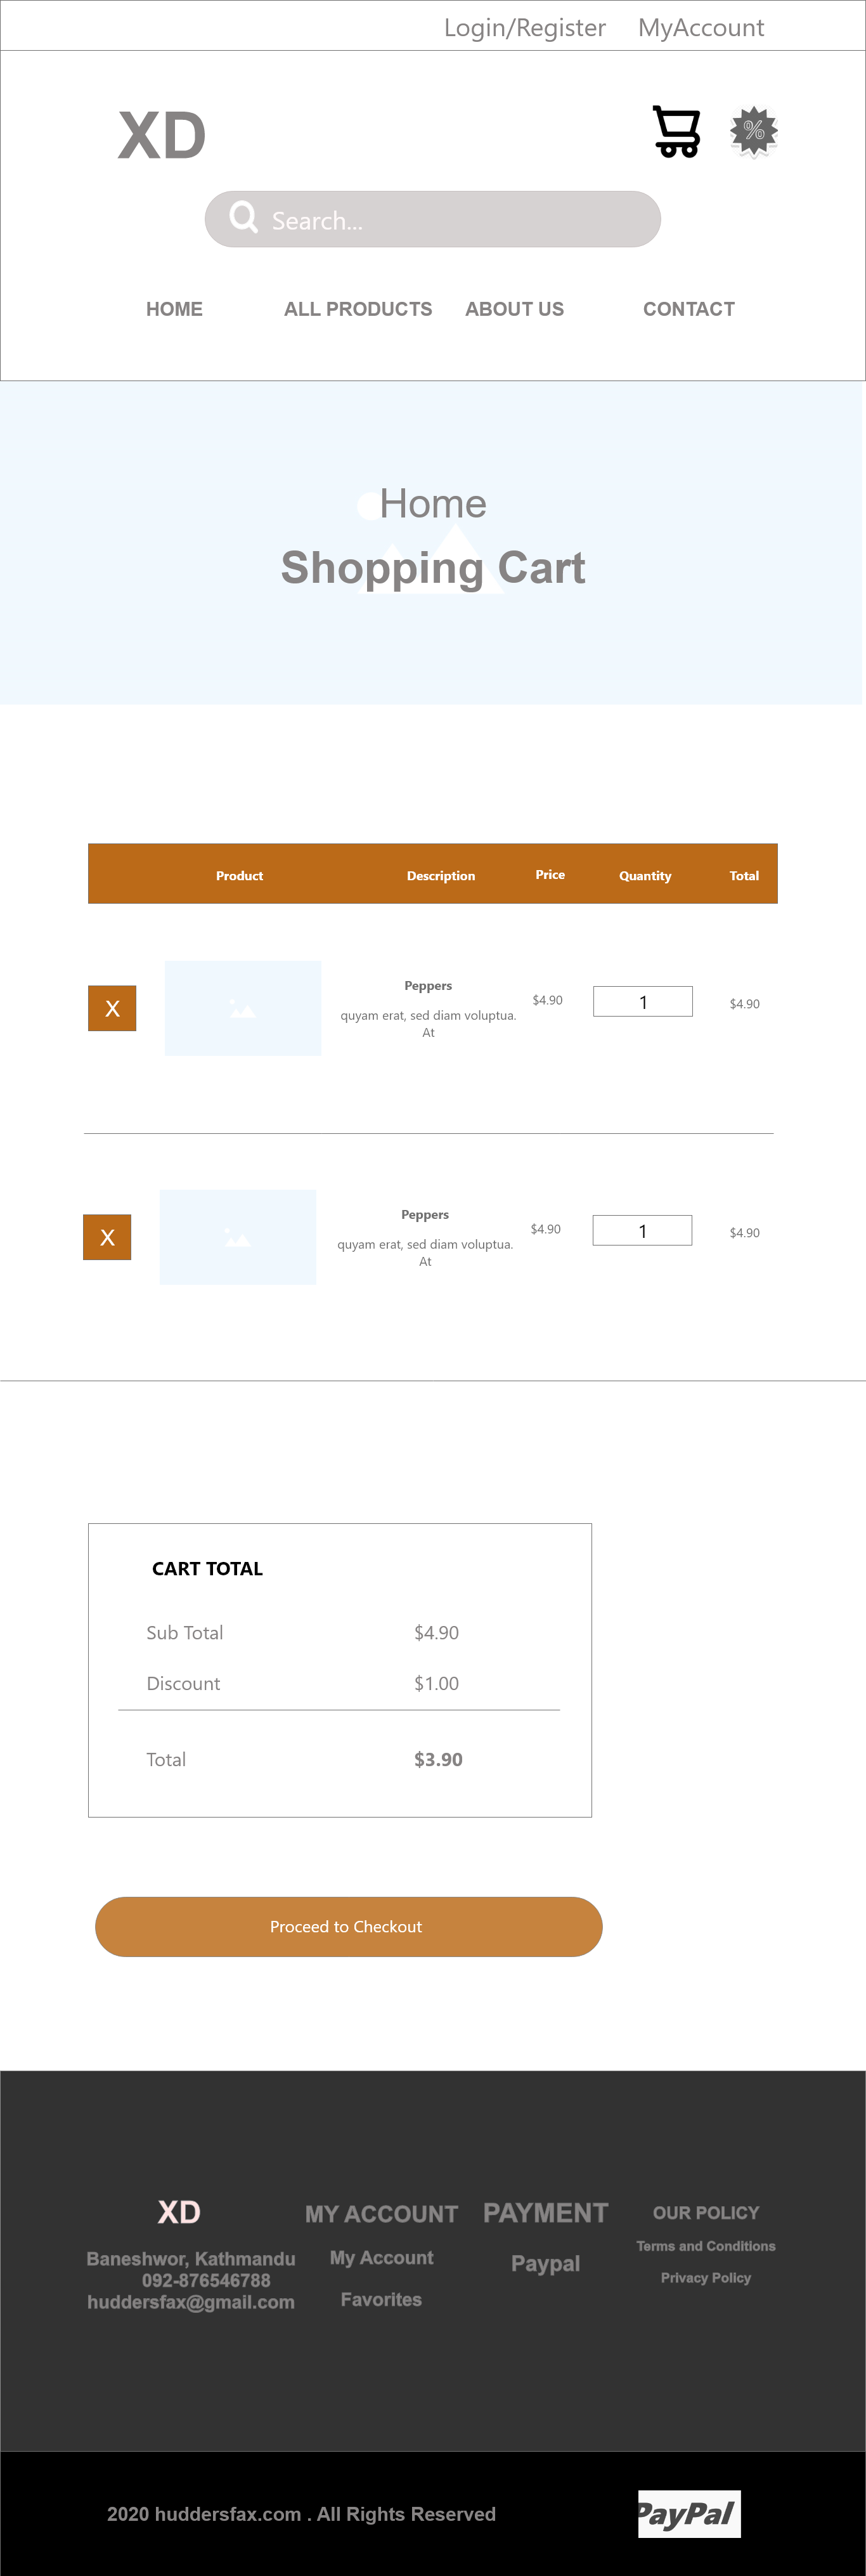 Login/Register MyAccount
XD
%
Search...
HOME ALL PRODUCTS ABOUT US CONTACT
Home
Shopping Cart
Product Description Price Quantity Total
X
Peppers
quyam erat, sed diam voluptua.
At
$4.90 1 $4.90
X
Peppers
quyam erat, sed diam voluptua.
At
$4.90 1 $4.90
CART TOTAL
Sub Total $4.90
Discount $1.00
Total $3.90
Proceed to Checkout
XD
Baneshwor, Kathmandu
092-876546788
huddersfax@gmail.com
MY ACCOUNT
My Account
Favorites
PAYMENT
Paypal
OUR POLICY
Terms and Conditions
Privacy Policy
2020 huddersfax.com . All Rights Reserved
PayPal